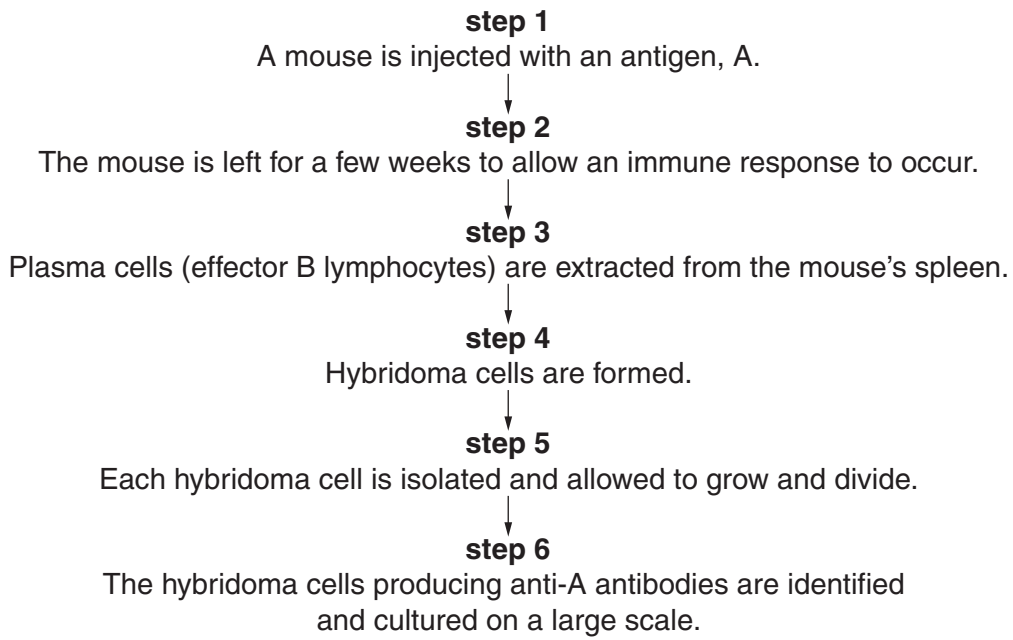 step 1
A mouse is injected with an antigen, A.
step 2
The mouse is left for a few weeks to allow an immune response to occur.
step 3
Plasma cells (effector B lymphocytes) are extracted from the mouse’s spleen.
step 4
Hybridoma cells are formed.
step 5
Each hybridoma cell is isolated and allowed to grow and divide.
step 6
The hybridoma cells producing anti-A antibodies are identified
and cultured on a large scale.